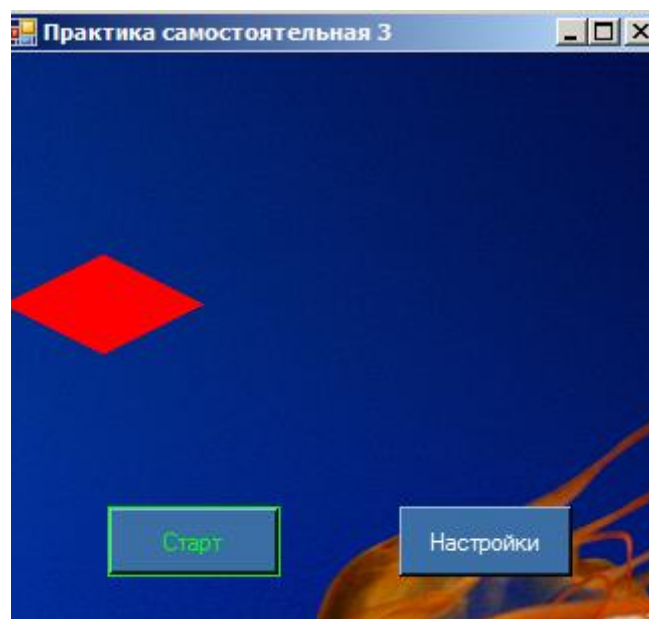 Практика самостоятельная 3
Старт
Настройки